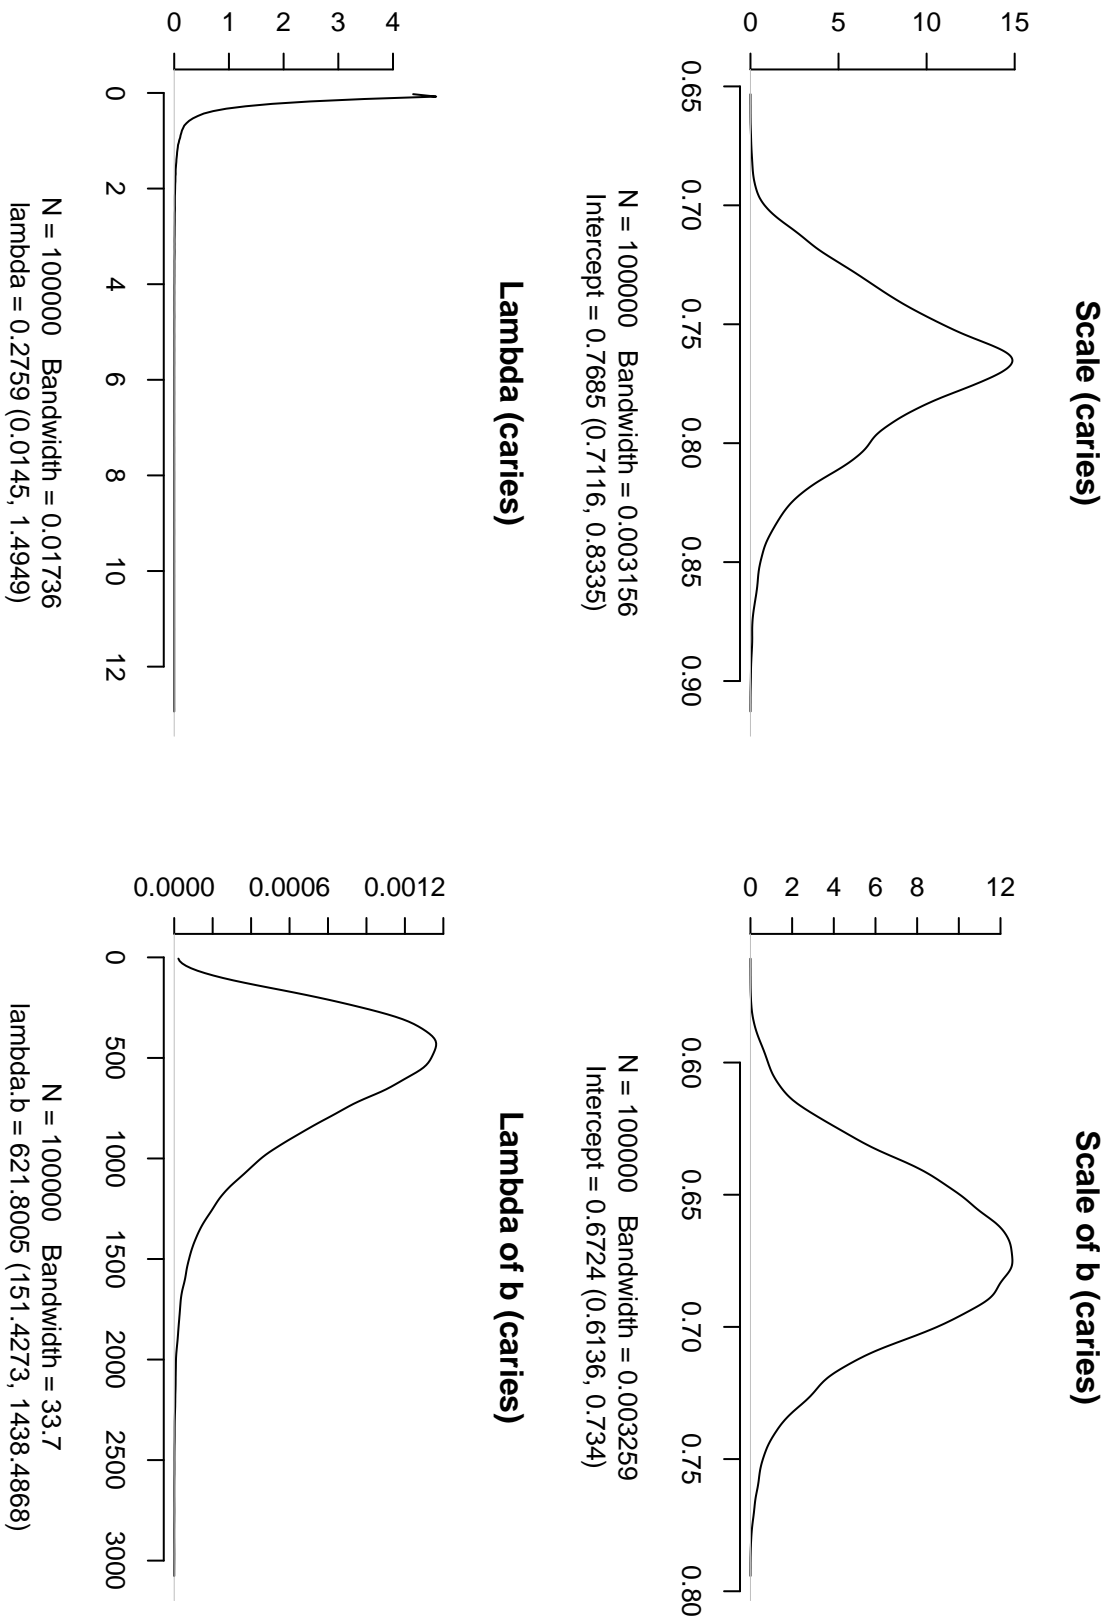 Scale (caries)
0 5 10 15
0.65 0.70 0.75 0.80 0.85 0.90
N = 100000 Bandwidth = 0.003156
Intercept = 0.7685 (0.7116, 0.8335)
Scale of b (caries)
0 2 4 6 8 12
0.60 0.65 0.70 0.75 0.80
N = 100000 Bandwidth = 0.003259
Intercept = 0.6724 (0.6136, 0.734)
Lambda (caries)
0 1 2 3 4
0 2 4 6 8 10 12
N = 100000 Bandwidth = 0.01736
lambda = 0.2759 (0.0145, 1.4949)
Lambda of b (caries)
0.0000 0.0006 0.0012
0 500 1000 1500 2000 2500 3000
N = 100000 Bandwidth = 33.7
lambda.b = 621.8005 (151.4273, 1438.4868)